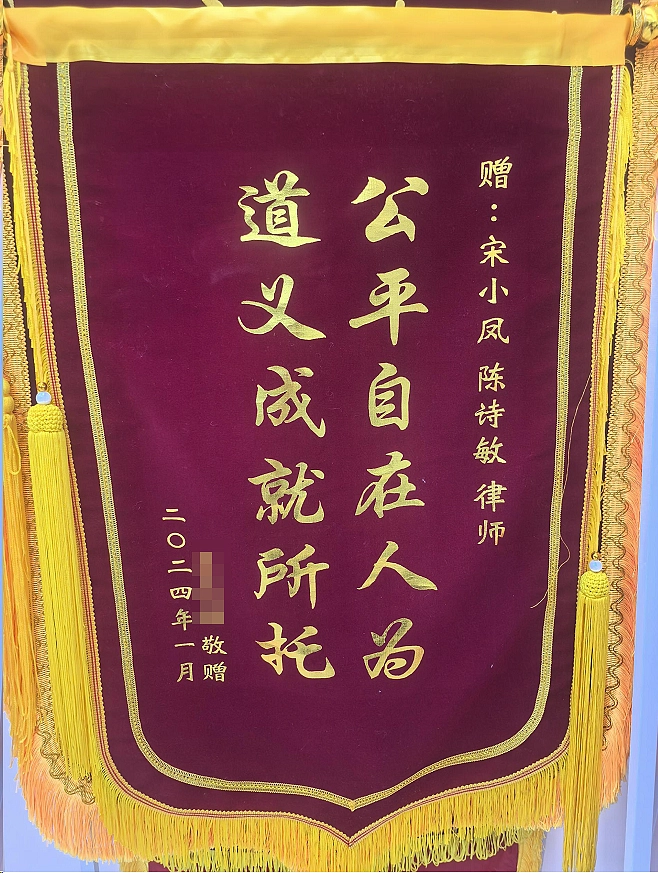 赠：宋小凤 陈诗敏 律师
公平自在人为
道义成就所托
敬赠
二〇二四年一月